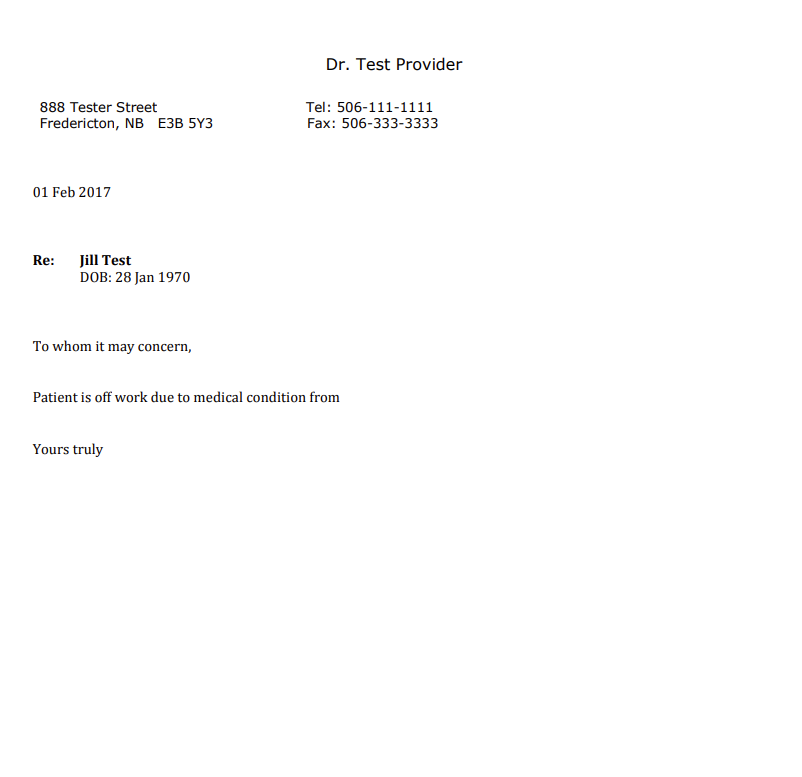 Dr. Test Provider
888 Tester Street Tel: 506-111-1111
Fredericton, NB E3B 5Y3 Fax: 506-333-3333
01 Feb 2017
Re: Jill Test
DOB: 28 Jan 1970
To whom it may concern,
Patient is off work due to medical condition from
Yours truly